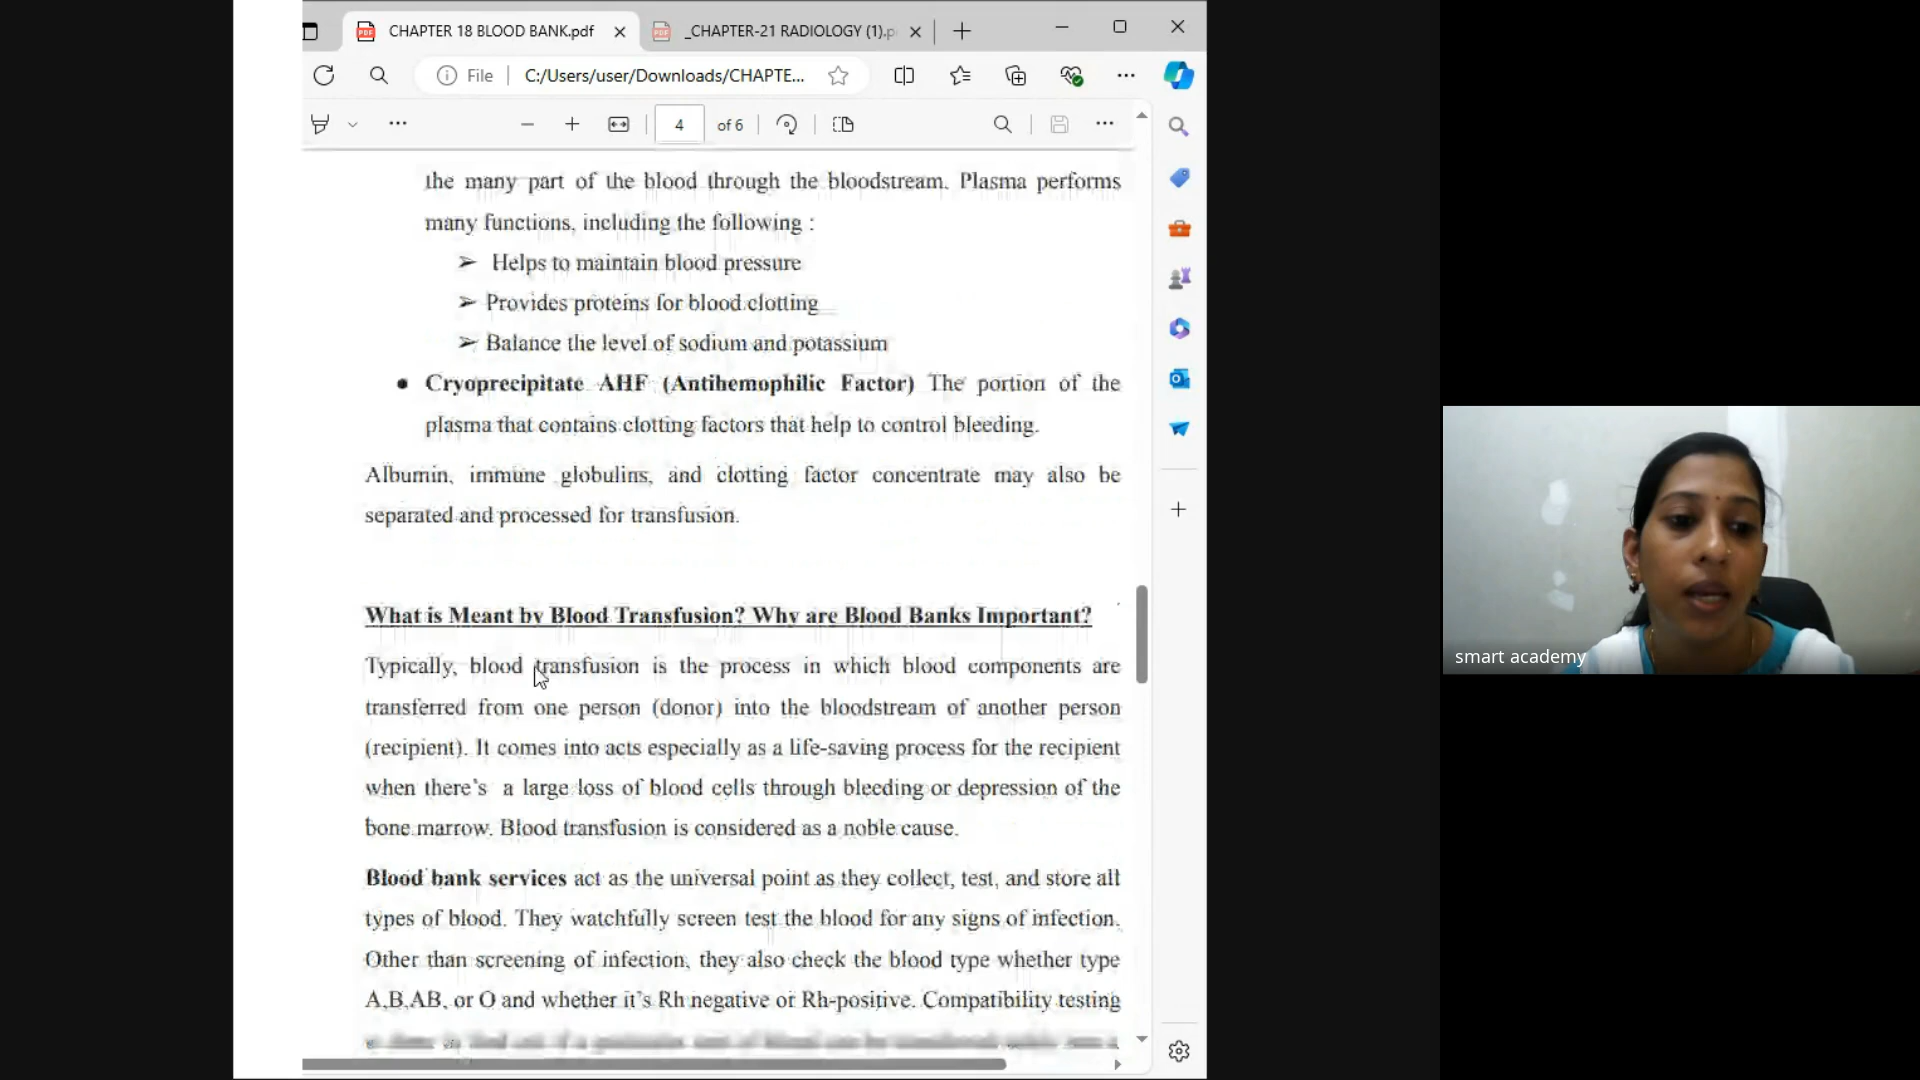 CHAPTER 18 BLOOD BANK.pdf
_CHAPTER-21 RADIOLOGY (1).p
File
C:/Users/user/Downloads/CHAPTE...
4 of 6
the many part of the blood through the bloodstream. Plasma performs
many functions, including the following :
➢ Helps to maintain blood pressure
➢ Provides proteins for blood clotting
➢ Balance the level of sodium and potassium
• Cryoprecipitate AHF (Antihemophilic Factor) The portion of the
plasma that contains clotting factors that help to control bleeding.
Albumin, immune globulins, and clotting factor concentrate may also be
separated and processed for transfusion.
What is Meant by Blood Transfusion? Why are Blood Banks Important?
Typically, blood transfusion is the process in which blood components are
transferred from one person (donor) into the bloodstream of another person
(recipient). It comes into acts especially as a life-saving process for the recipient
when there's a large loss of blood cells through bleeding or depression of the
bone marrow. Blood transfusion is considered as a noble cause.
Blood bank services act as the universal point as they collect, test, and store all
types of blood. They watchfully screen test the blood for any signs of infection.
Other than screening of infection, they also check the blood type whether type
A,B,AB, or O and whether it's Rh negative or Rh-positive. Compatibility testing
smart academy